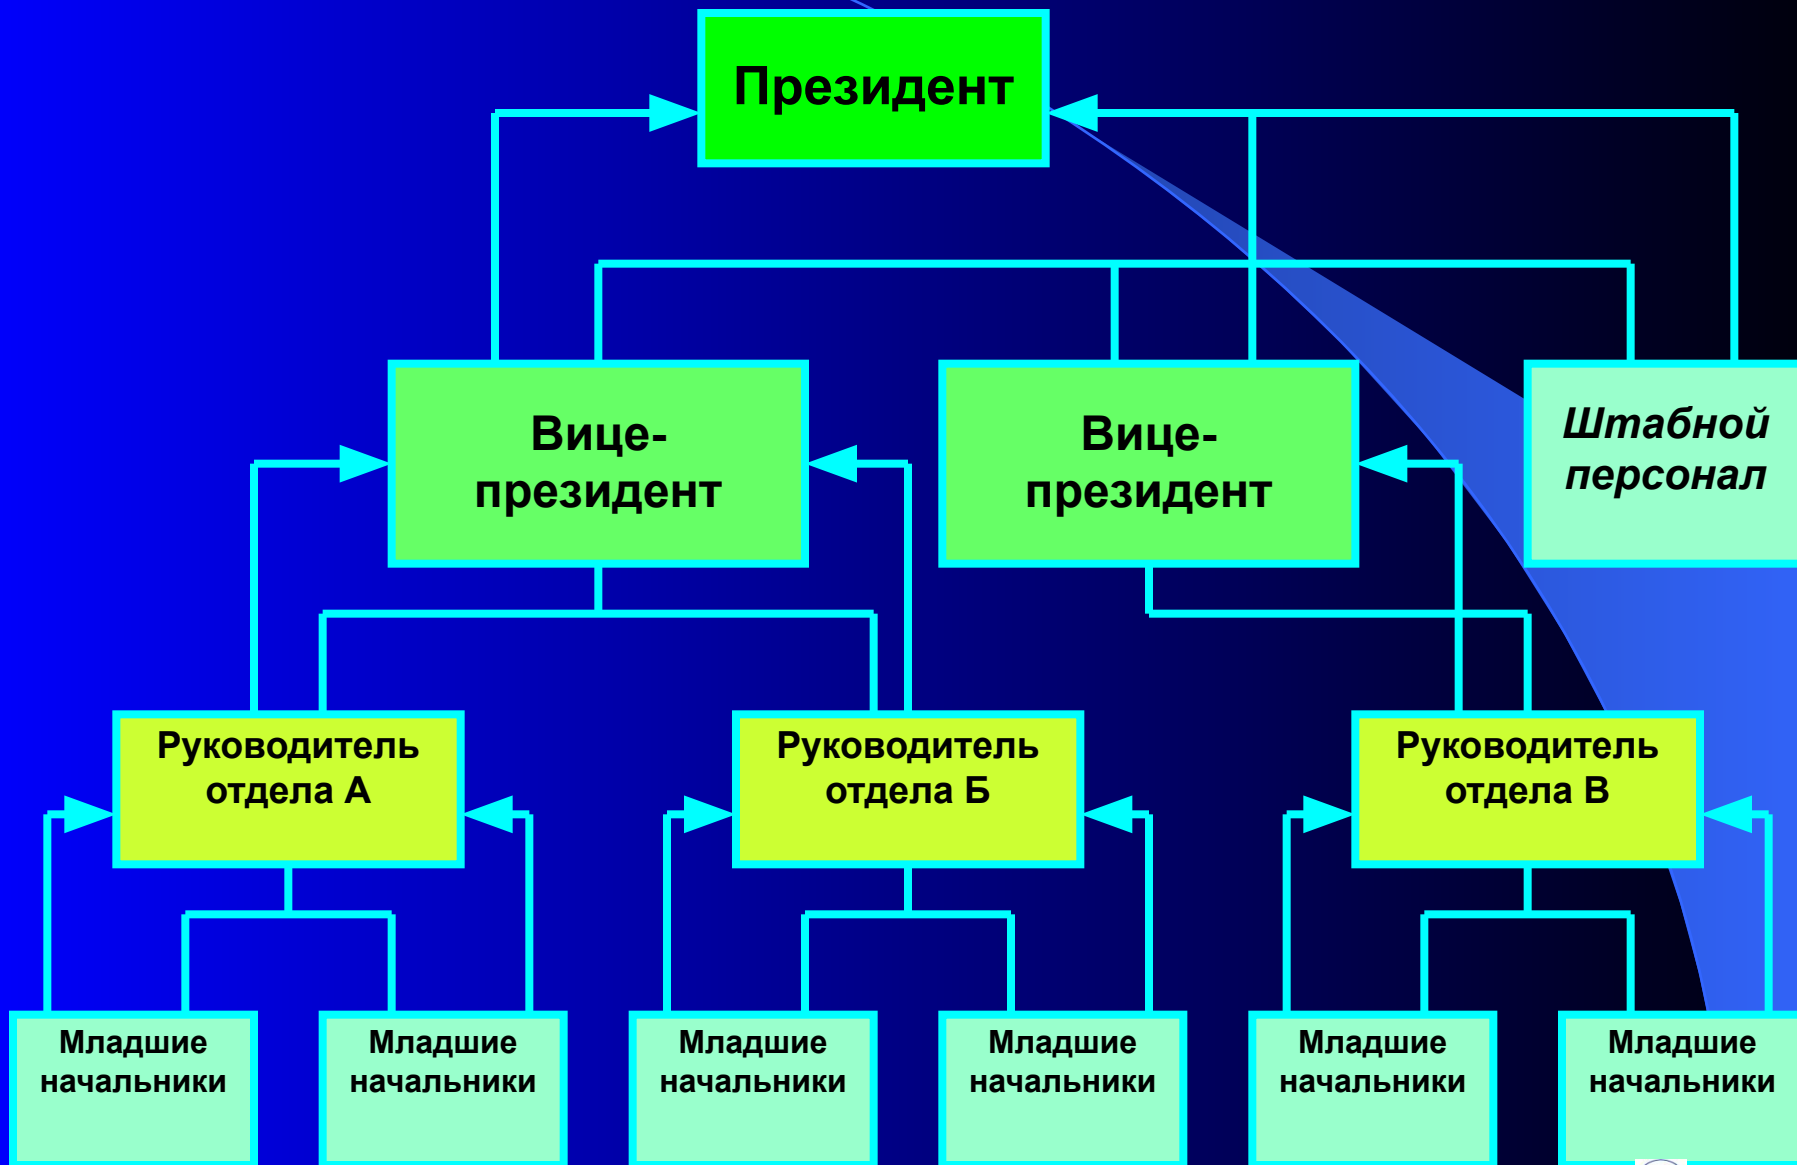 Президент
Вице-
президент
Вице-
президент
Штабной
персонал
Руководитель
отдела А
Руководитель
отдела Б
Руководитель
отдела В
Младшие
начальники
Младшие
начальники
Младшие
начальники
Младшие
начальники
Младшие
начальники
Младшие
начальники